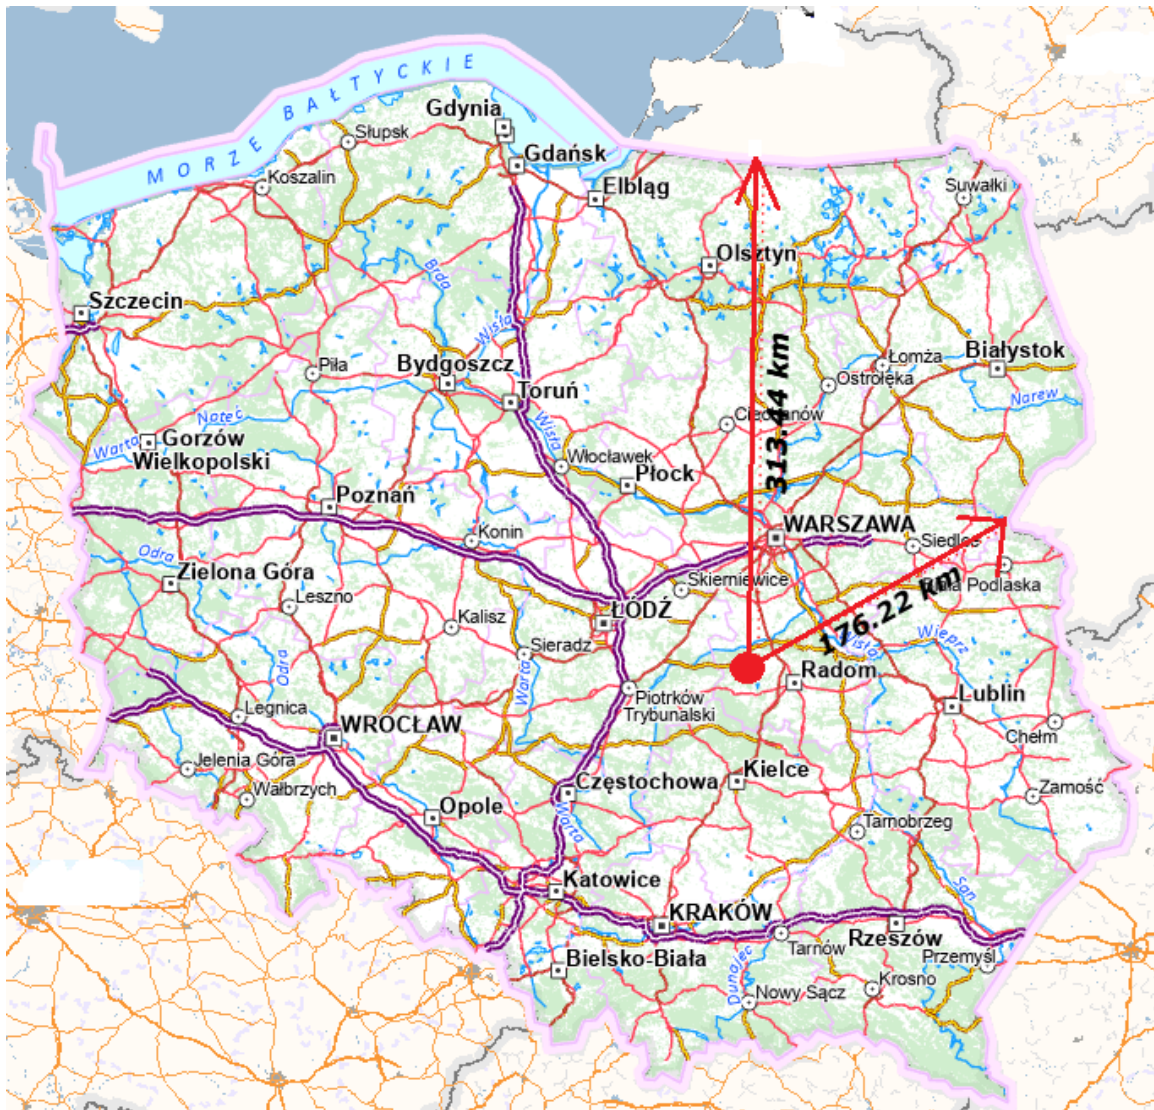 MORZE BAŁTYCKIE
Gdynia
Słupsk
Gdańsk
Koszalin
Elbląg
Suwałki
Olsztyn
Brda
Szczecin
Wisła
Łomża
Białystok
Piła
Bydgoszcz
Ostrołęka
Toruń
Narew
Noteć
Ciechanów
313.44 km
Warta
Gorzów
Wielkopolski
Wisła
Włocławek
Płock
Poznań
WARSZAWA
Konin
Siedlce
Odra
Zielona Góra
Skierniewice
Biała Podlaska
176.22 km
Leszno
Kalisz
ŁÓDŹ
Sieradz
Wisła
Wieprz
Odra
Warta
Radom
Piotrków
Trybunalski
Lublin
Legnica
WROCŁAW
Chełm
Jelenia Góra
Kielce
Częstochowa
Wałbrzych
Zamość
Opole
Warta
Tarnobrzeg
Katowice
San
KRAKÓW
Tarnów
Rzeszów
Bielsko-Biała
Przemyśl
Dunajec
Krosno
Nowy Sącz